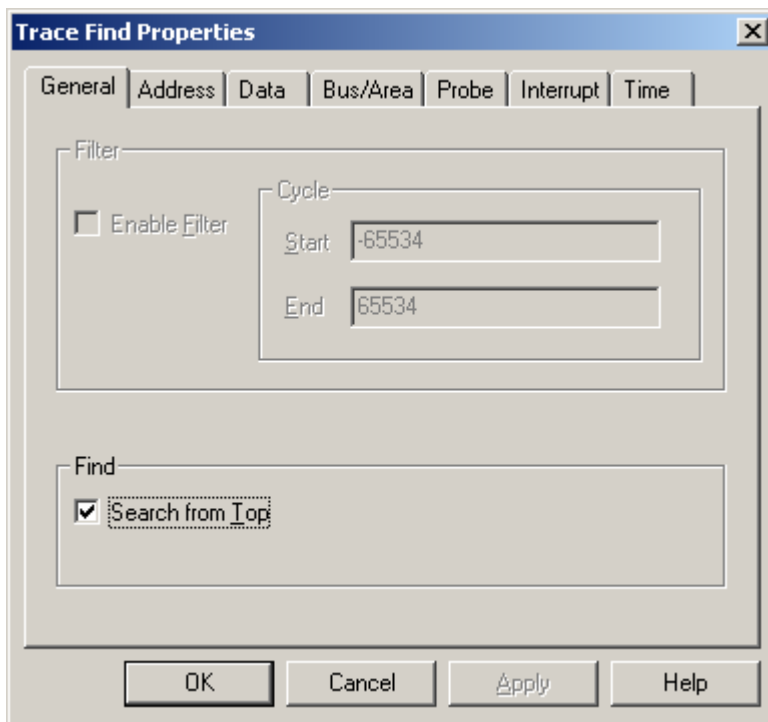 Trace Find Properties
General Address Data Bus/Area Probe Interrupt Time
Filter
Cycle
Enable Filter
Start -65534
End 65534
Find
Search from Top
OK Cancel Apply Help